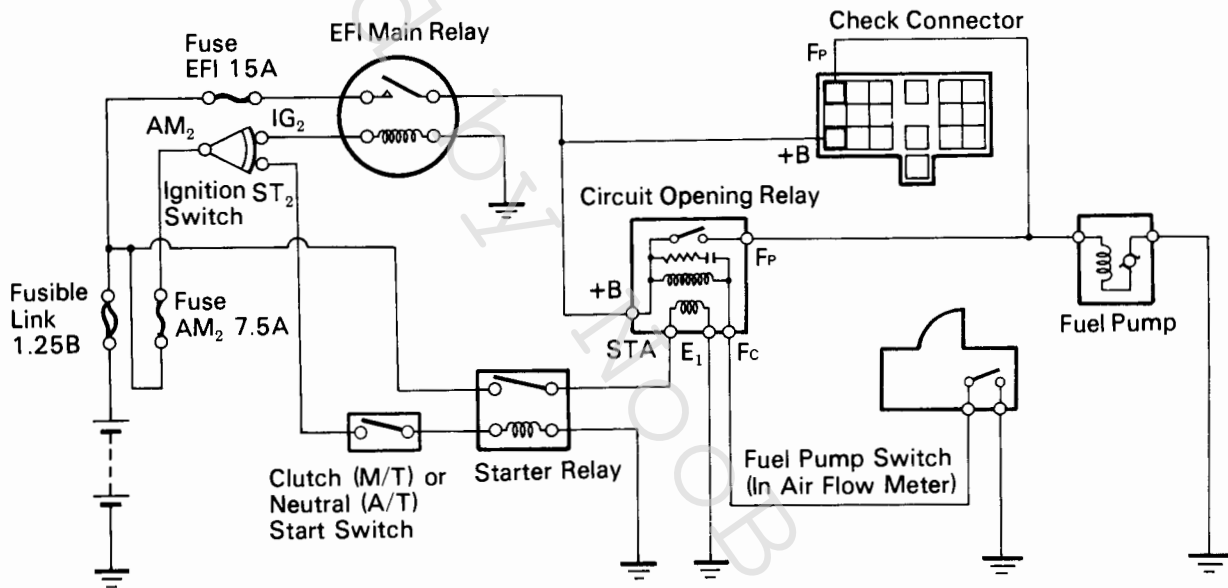 Check Connector
EFI Main Relay
Fuse
EFI 15A
FP
AM2
IG2
+B
Ignition ST2
Switch
Circuit Opening Relay
FP
+B
Fusible
Link
1.25B
Fuse
AM2 7.5A
Fuel Pump
STA
E1
FC
Clutch (M/T) or
Neutral (A/T)
Start Switch
Starter Relay
Fuel Pump Switch
(In Air Flow Meter)
by NooB